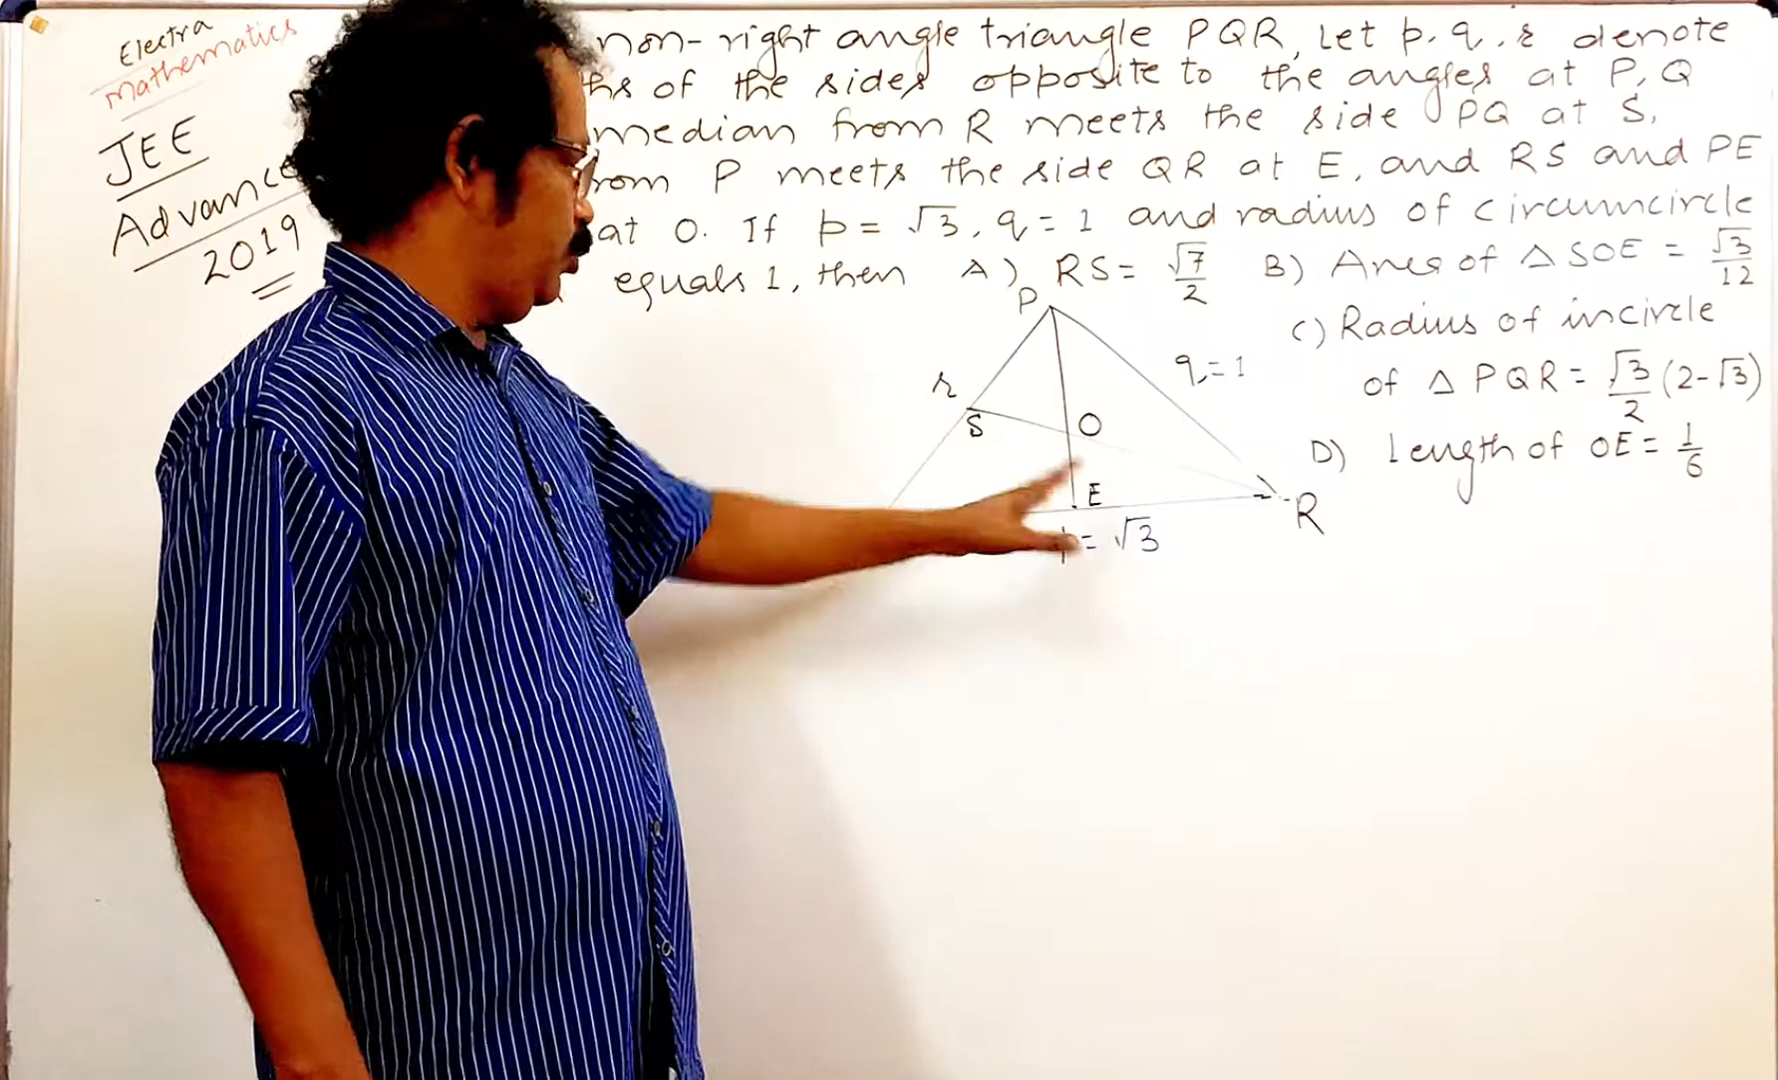 Electra
Mathematics
JEE
Advance
2019
non-right angle triangle PQR, Let p, q, r denote
ths of the sides opposite to the angles at P, Q
median from R meets the side PQ at S,
rom P meets the side QR at E, and RS and PE
at O. If p = √3, q = 1 and radius of circumcircle
equals 1, then A) RS = √7/2 B) Area of △SOE = √3/12
C) Radius of incircle
of △ PQR = √3/2 (2-√3)
D) Length of OE = 1/6
P
r
q = 1
S
O
E
R
p = √3